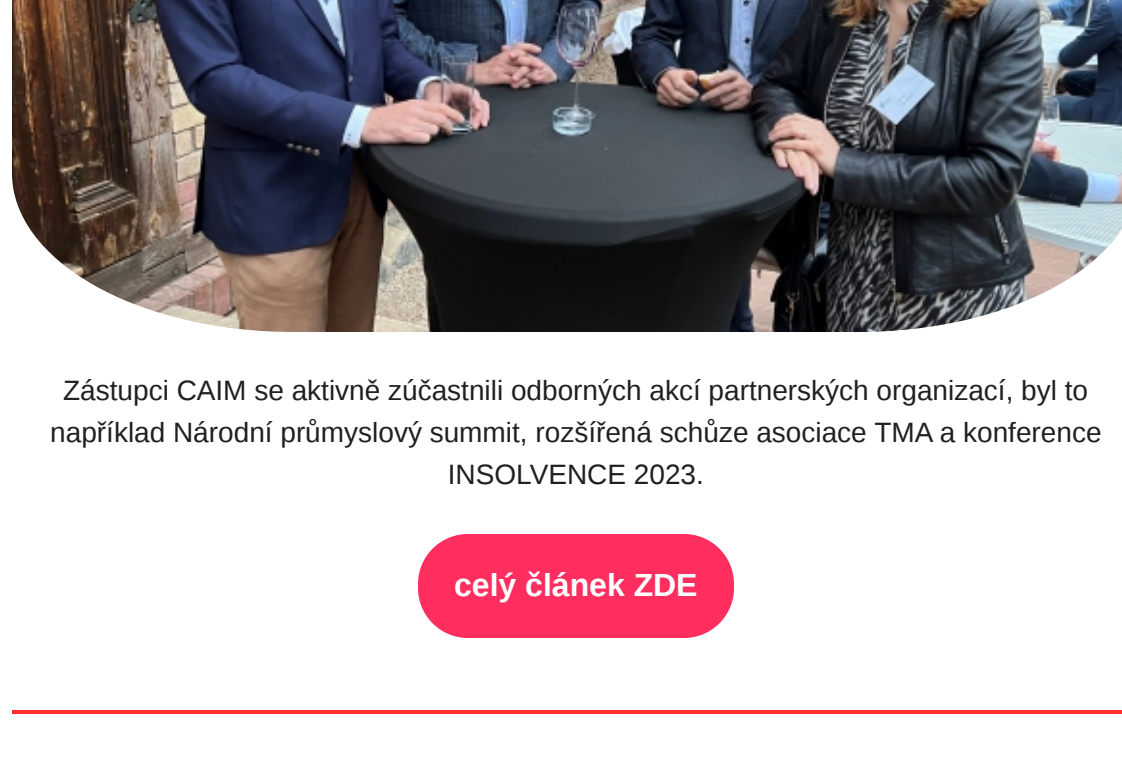 Zástupci CAIM se aktivně zúčastnili odborných akcí partnerských organizací, byl to
například Národní průmyslový summit, rozšířená schůze asociace TMA a konference
INSOLVENCE 2023.
celý článek ZDE